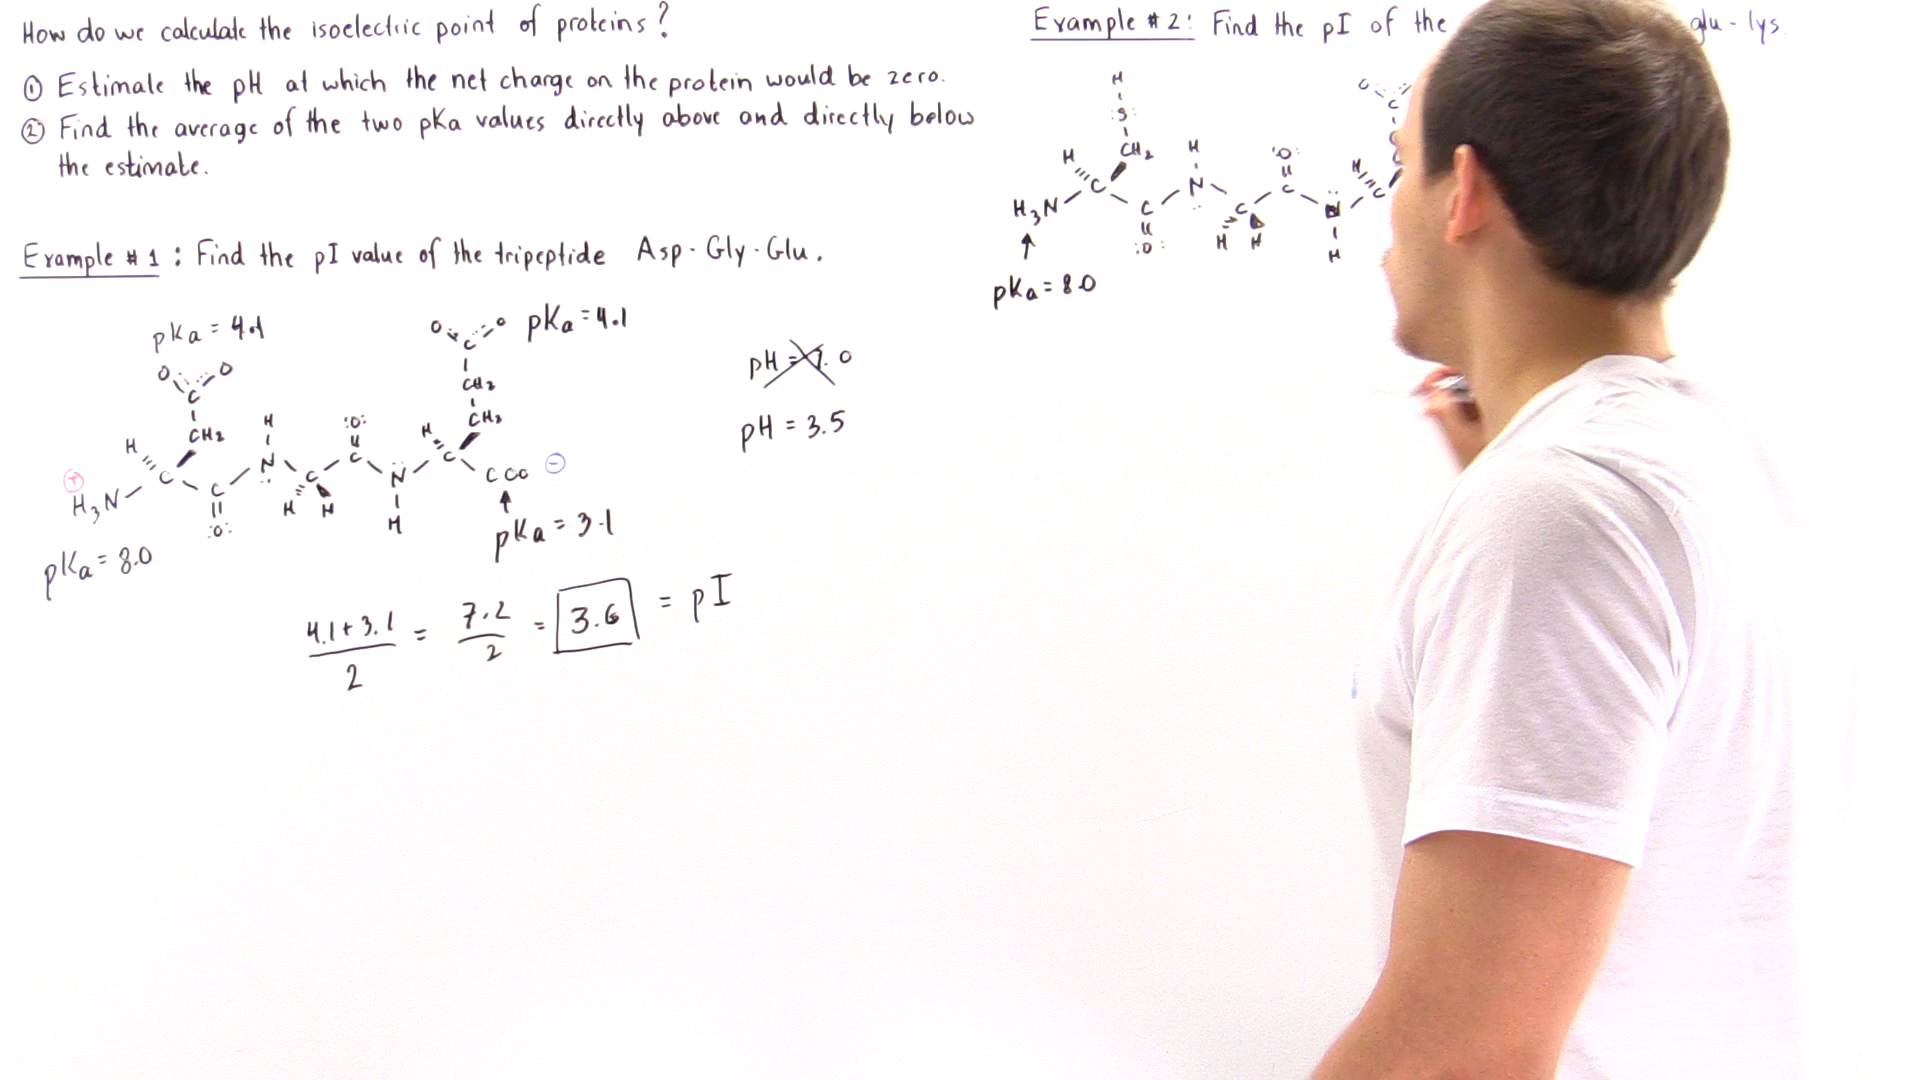 How do we calculate the isoelectric point of proteins?
① Estimate the pH at which the net charge on the protein would be zero.
② Find the average of the two pKa values directly above and directly below
the estimate.
Example #1: Find the pI value of the tripeptide Asp-Gly-Glu.
pKa = 4.1
O O
C
CH2
H
⊕
H3N
C
C
:O:
H
N
C
H H
:O:
C
N
H
O O
C
pKa = 4.1
CH2
CH2
H
C
COO ⊖
pKa = 3.1
pKa = 8.0
pH = 7.0
pH = 3.5
4.1 + 3.1 / 2 = 7.2 / 2 = 3.6 = pI
Example #2: Find the pI of the glu-lys
H
:S:
CH2
H
H3N
C
C
:O:
H
N
C
H H
:O:
C
N
H
H
C
O
C
pKa = 8.0